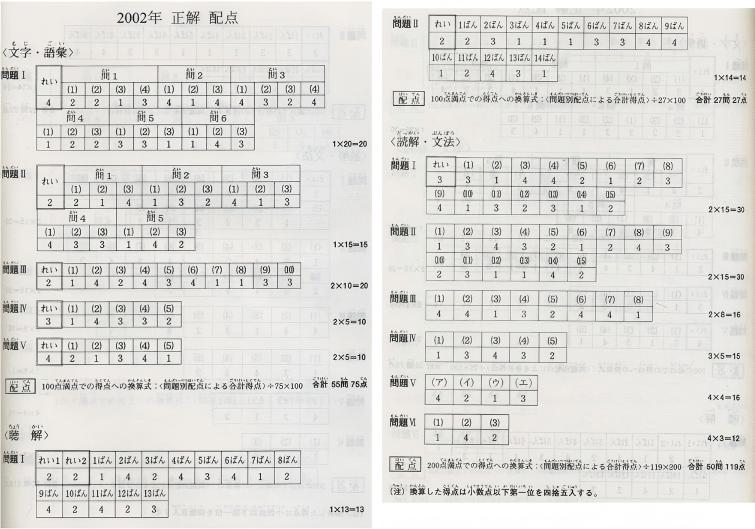 2002年 正解 配点
〈文字・語彙〉
問題Ⅰ れい 問1 問2 問3
(1) (2) (3) (4) (1) (2) (3) (1) (2) (3) (4)
4 2 2 1 3 4 1 4 4 3 2 4
問4 問5 問6
(1) (2) (3) (1) (2) (3) (1) (2) (3)
1 2 2 3 3 1 1 2 3
1×20=20
問題Ⅱ れい 問1 問2 問3
(1) (2) (3) (1) (2) (3) (1) (2) (3) (4)
2 2 1 4 3 1 2 4 2 1 3
問4 問5
(1) (2) (3) (1) (2) (3)
4 3 3 1 4 2
1×15=15
問題Ⅲ れい (1) (2) (3) (4) (5) (6) (7) (8) (9) (10)
2 1 4 2 4 3 4 1 1 3 3
2×10=20
問題Ⅳ れい (1) (2) (3) (4) (5)
3 1 4 3 3 2
2×5=10
問題Ⅴ れい (1) (2) (3) (4) (5)
4 2 1 3 4 1
2×5=10
配点 100点満点での得点への換算式:〈問題別配点による合計得点〉÷75×100 合計 55問 75点
〈聴解〉
問題Ⅰ れい1 れい2 1ばん 2ばん 3ばん 4ばん 5ばん 6ばん 7ばん 8ばん
2 2 1 4 2 4 3 4 1 2
9ばん 10ばん 11ばん 12ばん 13ばん
1 4 2 4 3
1×13=13
問題Ⅱ れい 1ばん 2ばん 3ばん 4ばん 5ばん 6ばん 7ばん 8ばん 9ばん
2 2 3 1 1 1 3 3 4 4
10ばん 11ばん 12ばん 13ばん 14ばん
1 2 4 3 1
1×14=14
配点 100点満点での得点への換算式:〈問題別配点による合計得点〉÷27×100 合計 27問 27点
〈読解・文法〉
問題Ⅰ れい (1) (2) (3) (4) (5) (6) (7) (8)
3 3 1 4 4 2 1 2 3
(9) (10) (11) (12) (13) (14) (15)
4 1 3 2 3 1 2
2×15=30
問題Ⅱ (1) (2) (3) (4) (5) (6) (7) (8) (9)
1 3 4 3 2 1 2 4 3
(10) (11) (12) (13) (14) (15)
2 3 1 1 4 2
2×15=30
問題Ⅲ (1) (2) (3) (4) (5) (6) (7) (8)
4 4 1 3 2 4 4 1
2×8=16
問題Ⅳ (1) (2) (3) (4) (5)
1 3 4 3 2
3×5=15
問題Ⅴ (ア) (イ) (ウ) (エ)
4 2 1 3
4×4=16
問題Ⅵ (1) (2) (3)
1 4 2
4×3=12
配点 200点満点での得点への換算式:〈問題別配点による合計得点〉÷119×200 合計 50問 119点
(注) 換算した得点は小数点以下第一位を四捨五入する。